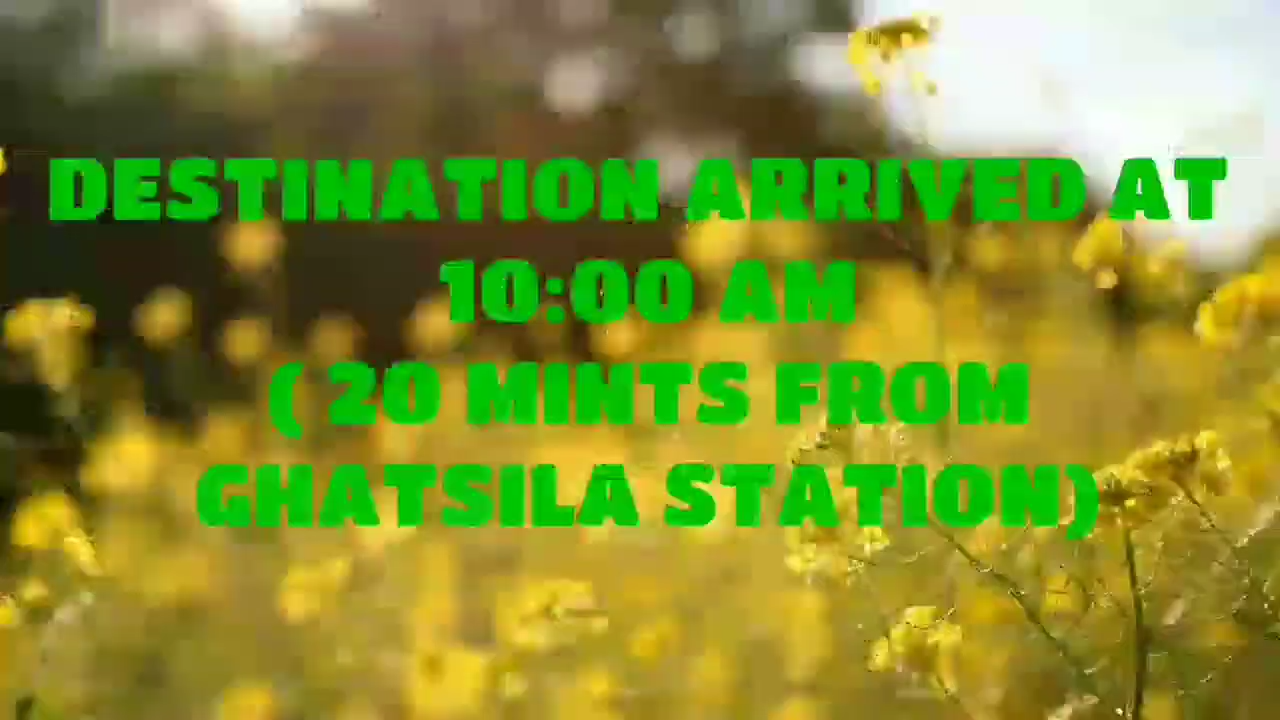 DESTINATION ARRIVED AT
10:00 AM
( 20 MINTS FROM
GHATSILA STATION)